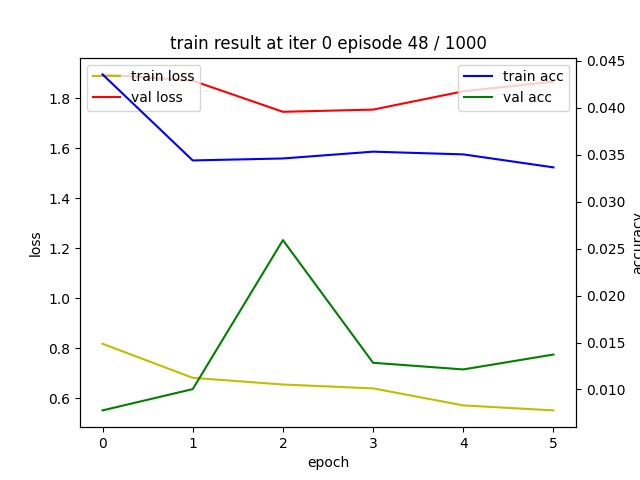 train result at iter 0 episode 48 / 1000
train loss
val loss
train acc
val acc
1.8
1.6
1.4
1.2
1.0
0.8
0.6
loss
0.045
0.040
0.035
0.030
0.025
0.020
0.015
0.010
accuracy
0 1 2 3 4 5
epoch